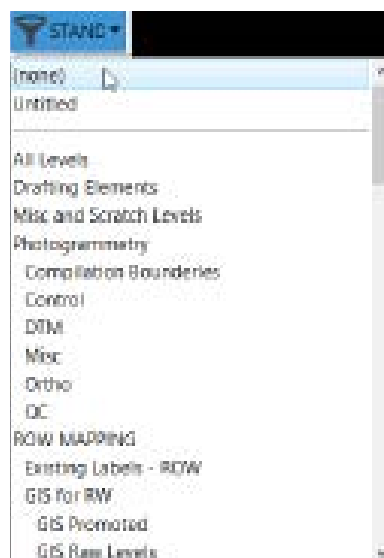 STAND
(none)
Untitled
All Levels
Drafting Elements
Misc and Scratch Levels
Photogrammetry
Compilation Bounderies
Control
DTM
Misc
Ortho
QC
ROW MAPPING
Existing Labels - ROW
GIS for RW
GIS Promoted
GIS Raw Levels